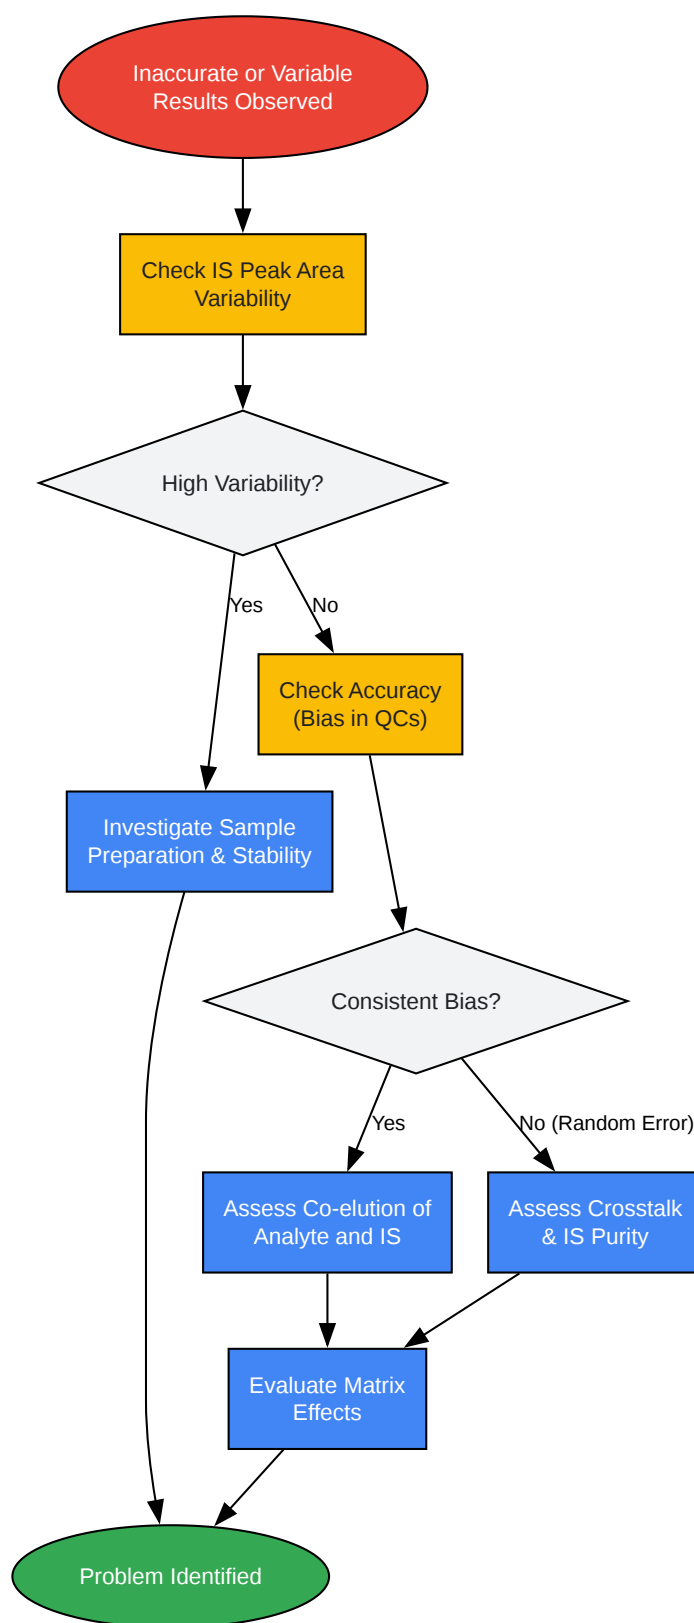 Inaccurate or Variable
Results Observed
Check IS Peak Area
Variability
High Variability?
Yes
No
Check Accuracy
(Bias in QCs)
Investigate Sample
Preparation & Stability
Consistent Bias?
Yes
No (Random Error)
Assess Co-elution of
Analyte and IS
Assess Crosstalk
& IS Purity
Evaluate Matrix
Effects
Problem Identified